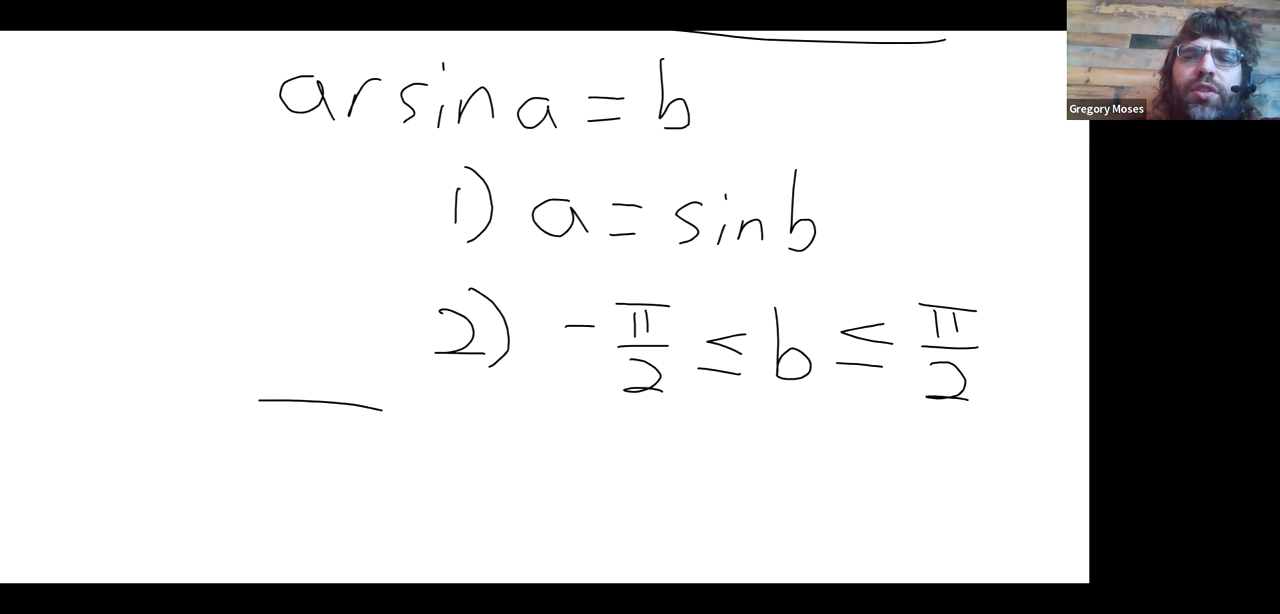 arsin a = b
1) a = sin b
2) - π/2 ≤ b ≤ π/2
Gregory Moses